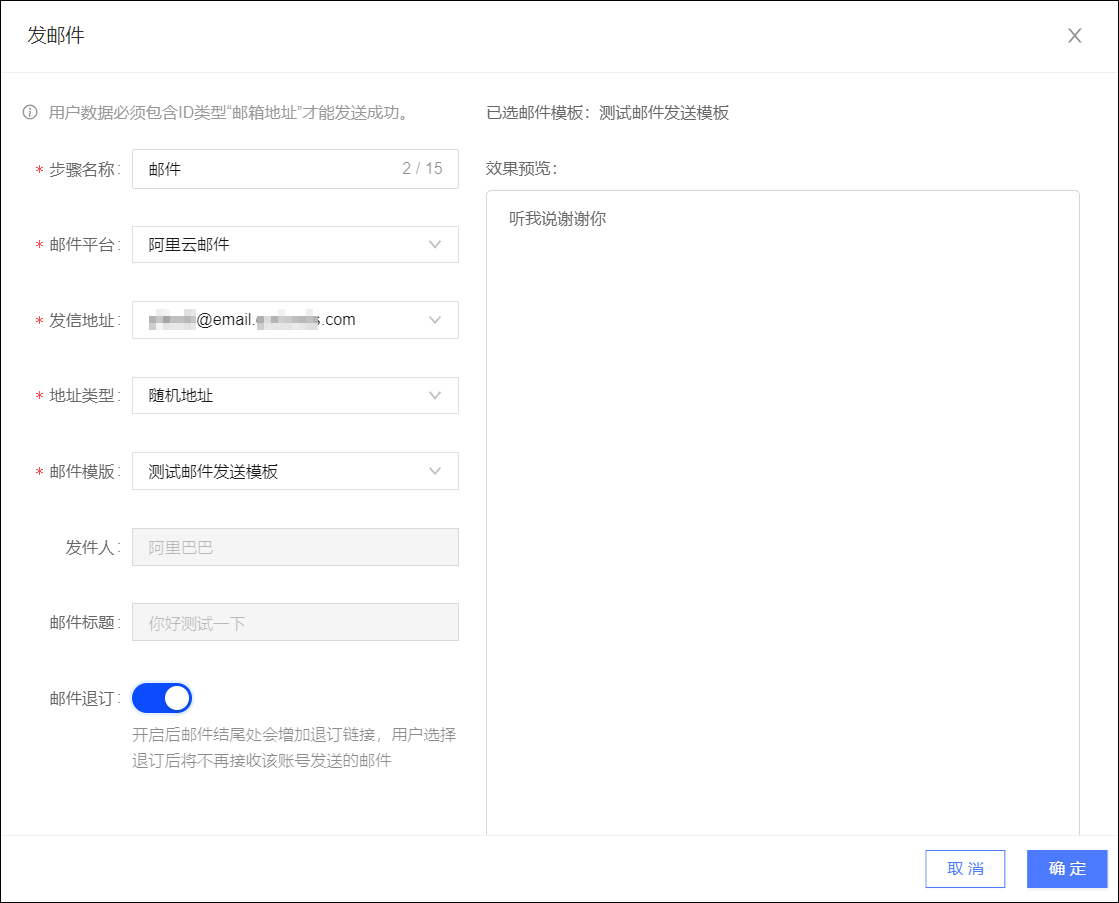 发邮件
用户数据必须包含ID类型“邮箱地址”才能发送成功。
* 步骤名称:
邮件
2 / 15
* 邮件平台:
阿里云邮件
* 发信地址:
@email.
.com
* 地址类型:
随机地址
* 邮件模版:
测试邮件发送模板
发件人:
阿里巴巴
邮件标题:
你好测试一下
邮件退订:
开启后邮件结尾处会增加退订链接，用户选择
退订后将不再接收该账号发送的邮件
已选邮件模板：测试邮件发送模板
效果预览：
听我说谢谢你
取 消
确 定